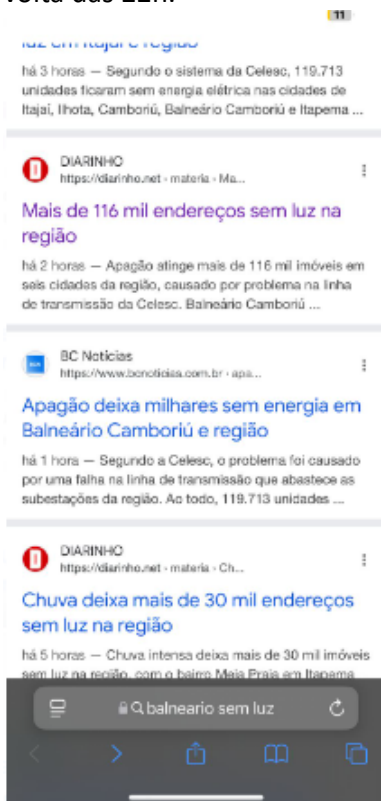 volta das 22h.
11
luz em Itajaí e região
há 3 horas — Segundo o sistema da Celesc, 119.713
unidades ficaram sem energia elétrica nas cidades de
Itajaí, Ilhota, Camboriú, Balneário Camboriú e Itapema ...
DIARINHO
https://diarinho.net › materia › Ma...
Mais de 116 mil endereços sem luz na
região
há 2 horas — Apagão atinge mais de 116 mil imóveis em
seis cidades da região, causado por problema na linha
de transmissão da Celesc. Balneário Camboriú ...
BC Notícias
https://www.bcnoticias.com.br › apa...
Apagão deixa milhares sem energia em
Balneário Camboriú e região
há 1 hora — Segundo a Celesc, o problema foi causado
por uma falha na linha de transmissão que abastece as
subestações da região. Ao todo, 119.713 unidades ...
DIARINHO
https://diarinho.net › materia › Ch...
Chuva deixa mais de 30 mil endereços
sem luz na região
há 5 horas — Chuva intensa deixa mais de 30 mil imóveis
sem luz na região, com o bairro Meia Praia em Itapema
balneario sem luz